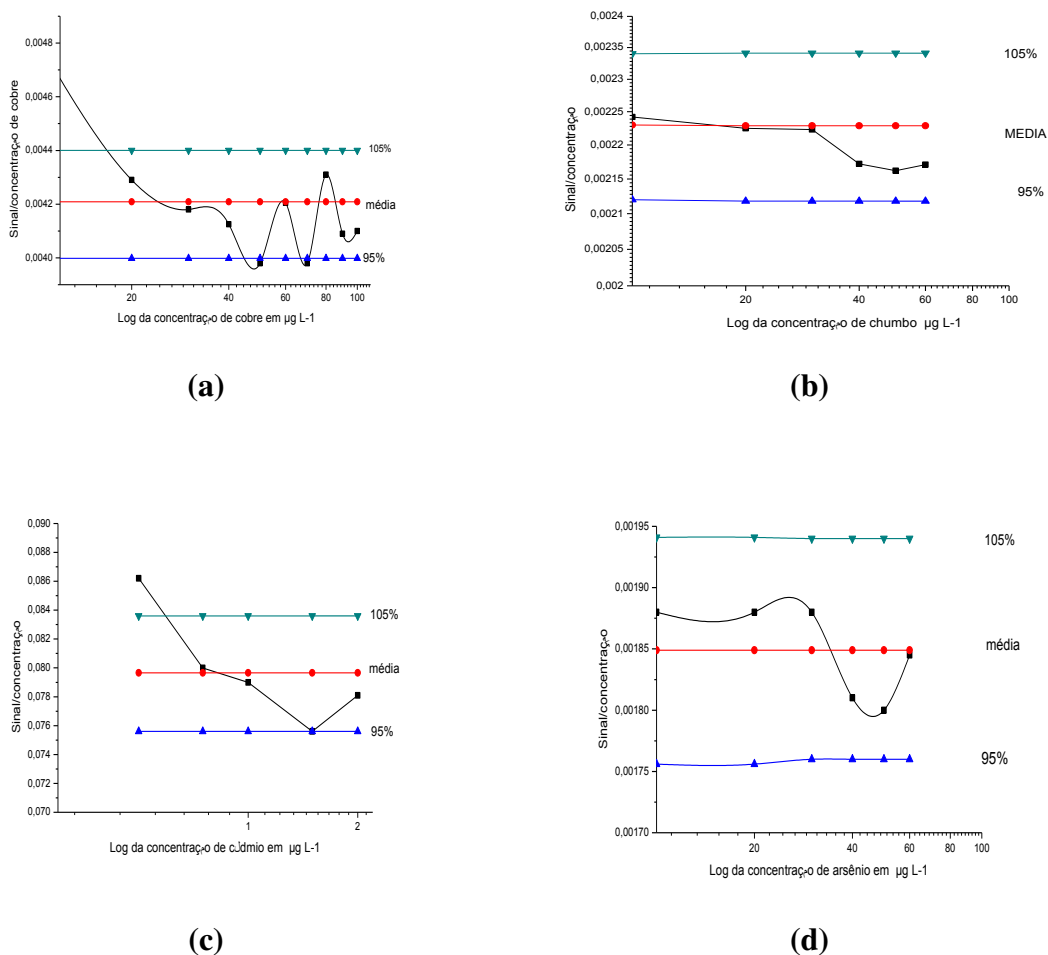 0,0048
0,0046
0,0044
0,0042
0,0040
Sinal/concentraç‚•o de cobre
105%
média
95%
20 40 60 80 100
Log da concentraç‚•o de cobre em µg L-1
(a)
0,0024
0,00235
0,0023
0,00225
0,0022
0,00215
0,0021
0,00205
0,002
Sinal/concentraç‚•o
105%
MEDIA
95%
20 40 60 80 100
Log da concentraç‚•o de chumbo µg L-1
(b)
0,090
0,088
0,086
0,084
0,082
0,080
0,078
0,076
0,074
0,072
0,070
Sinal/concentraç‚•o
105%
média
95%
1 2
Log da concentraç‚•o de em µg L-1
(c)
0,00195
0,00190
0,00185
0,00180
0,00175
0,00170
Sinal/concentraç‚•o
105%
média
95%
20 40 60 80 100
Log da concentraç‚•o de arsênio em µg L-1
(d)